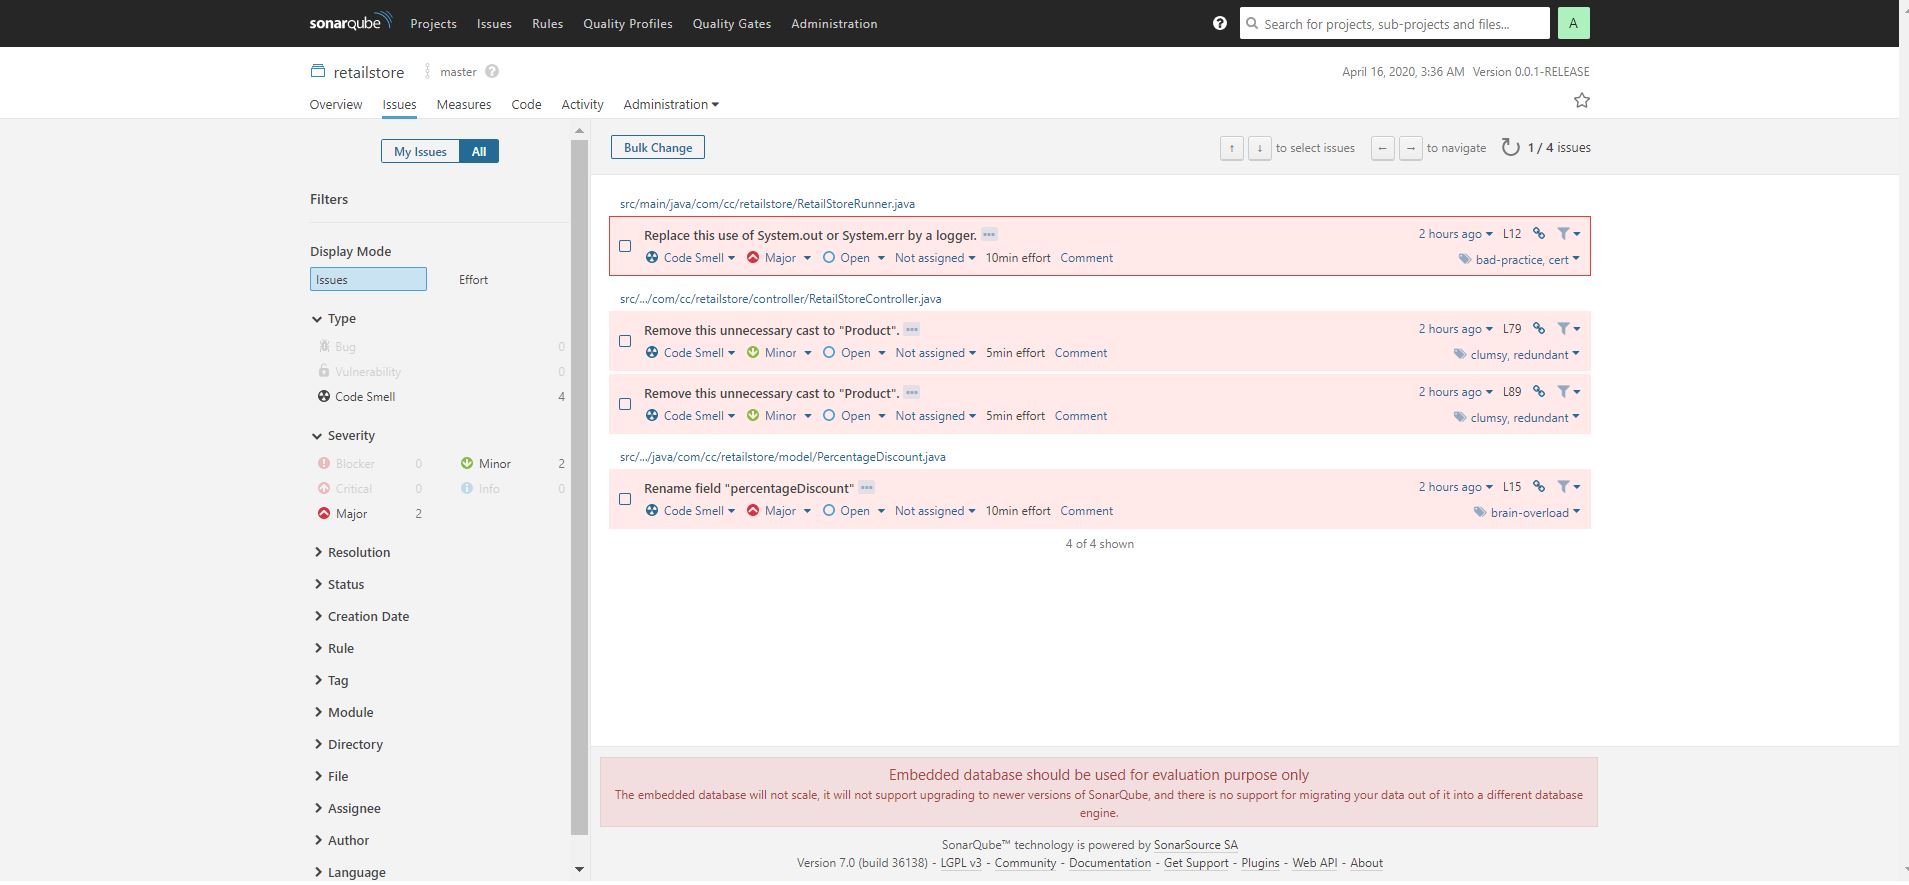 sonarqube Projects Issues Rules Quality Profiles Quality Gates Administration Search for projects, sub-projects and files... A
retailstore master April 16, 2020, 3:36 AM Version 0.0.1-RELEASE
Overview Issues Measures Code Activity Administration
My Issues All
Filters
Display Mode
Issues Effort
Type
Bug 0
Vulnerability 0
Code Smell 4
Severity
Blocker 0 Minor 2
Critical 0 Info 0
Major 2
Resolution
Status
Creation Date
Rule
Tag
Module
Directory
File
Assignee
Author
Language
Bulk Change ↑ ↓ to select issues ← → to navigate 1 / 4 issues
src/main/java/com/cc/retailstore/RetailStoreRunner.java
Replace this use of System.out or System.err by a logger. 2 hours ago L12
Code Smell Major Open Not assigned 10min effort Comment bad-practice, cert
src/.../com/cc/retailstore/controller/RetailStoreController.java
Remove this unnecessary cast to "Product". 2 hours ago L79
Code Smell Minor Open Not assigned 5min effort Comment clumsy, redundant
Remove this unnecessary cast to "Product". 2 hours ago L89
Code Smell Minor Open Not assigned 5min effort Comment clumsy, redundant
src/.../java/com/cc/retailstore/model/PercentageDiscount.java
Rename field "percentageDiscount" 2 hours ago L15
Code Smell Major Open Not assigned 10min effort Comment brain-overload
4 of 4 shown
Embedded database should be used for evaluation purpose only
The embedded database will not scale, it will not support upgrading to newer versions of SonarQube, and there is no support for migrating your data out of it into a different database
engine.
SonarQube™ technology is powered by SonarSource SA
Version 7.0 (build 36138) - LGPL v3 - Community - Documentation - Get Support - Plugins - Web API - About